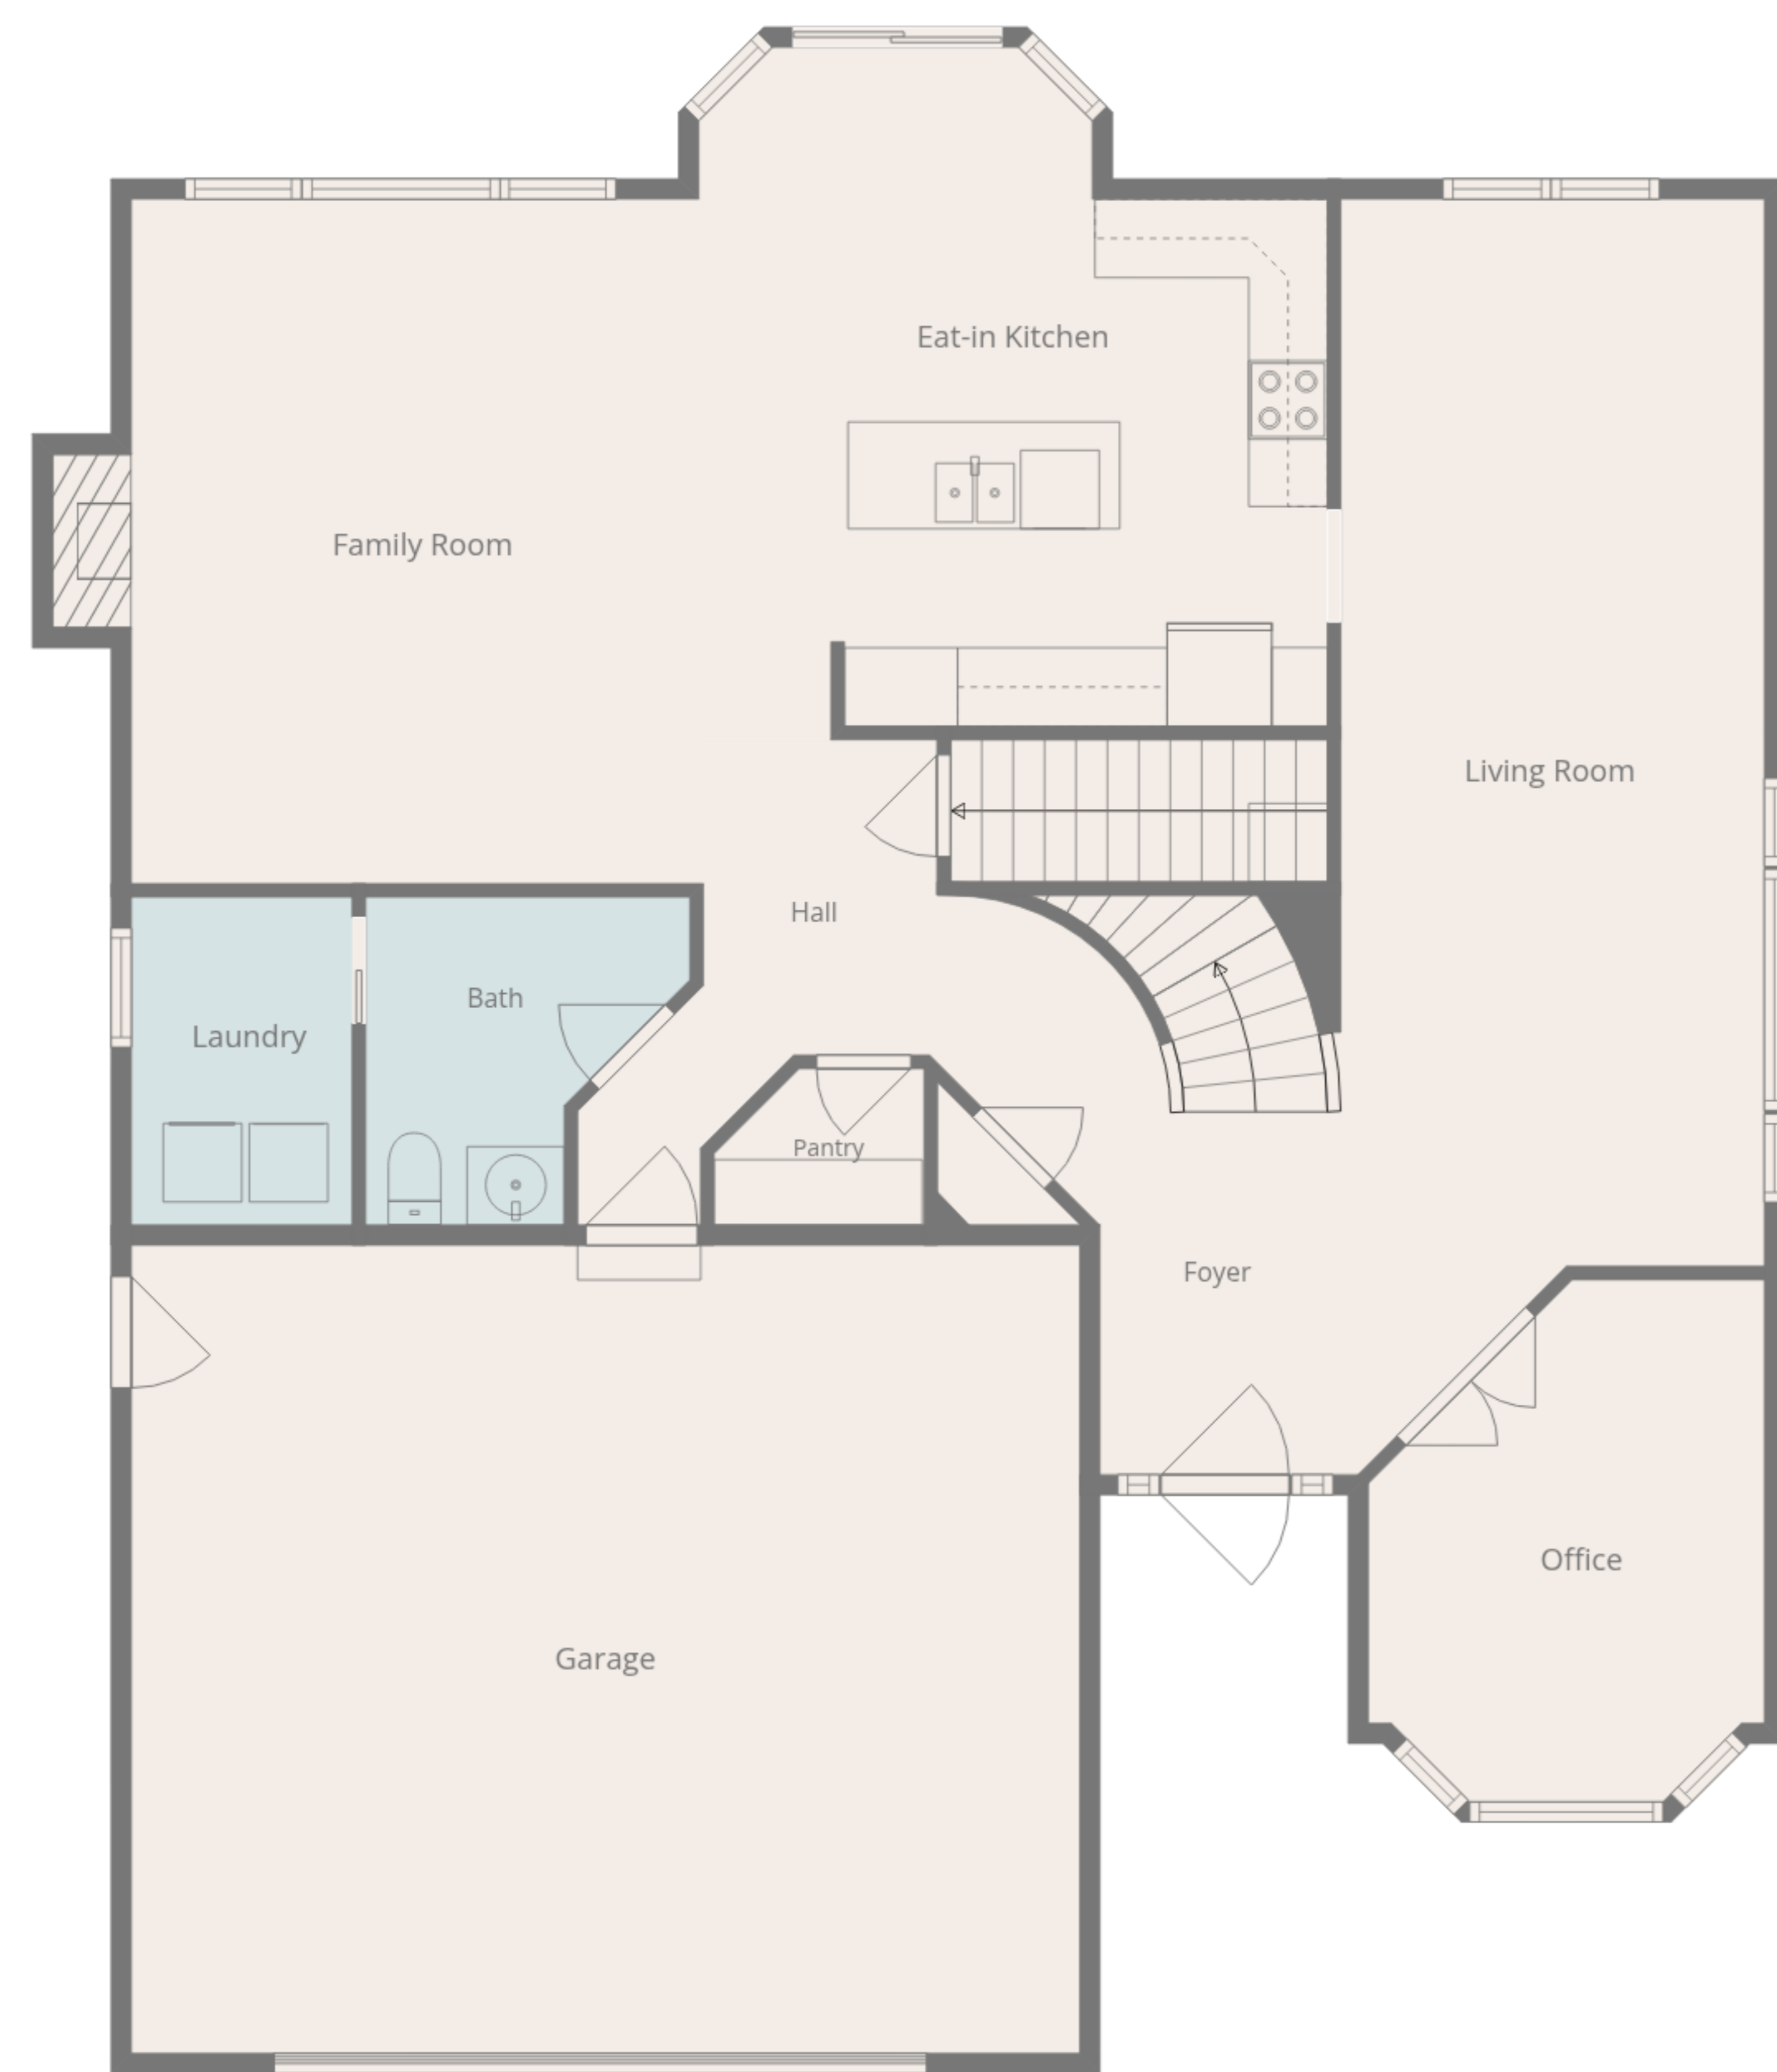 Eat-in Kitchen
Family Room
Living Room
Hall
Bath
Laundry
Pantry
Foyer
Office
Garage